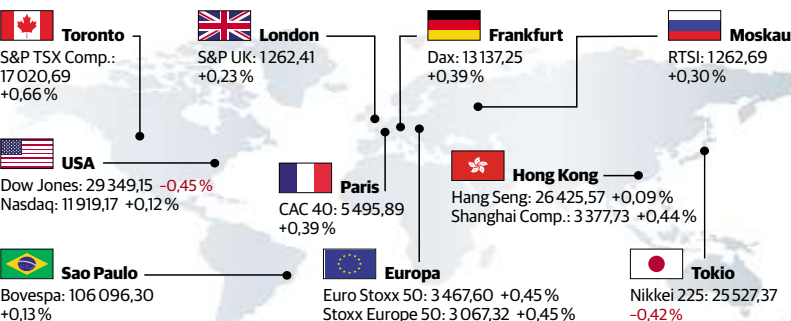 Toronto
S&P TSX Comp.:
17 020,69
+0,66 %
London
S&P UK: 1262,41
+0,23 %
Frankfurt
Dax: 13 137,25
+0,39 %
Moskau
RTSI: 1262,69
+0,30 %
USA
Dow Jones: 29 349,15 -0,45 %
Nasdaq: 11 919,17 +0,12 %
Paris
CAC 40: 5 495,89
+0,39 %
Hong Kong
Hang Seng: 26 425,57 +0,09 %
Shanghai Comp.: 3 377,73 +0,44 %
Sao Paulo
Bovespa: 106 096,30
+0,13 %
Europa
Euro Stoxx 50: 3 467,60 +0,45 %
Stoxx Europe 50: 3 067,32 +0,45 %
Tokio
Nikkei 225: 25 527,37
-0,42 %